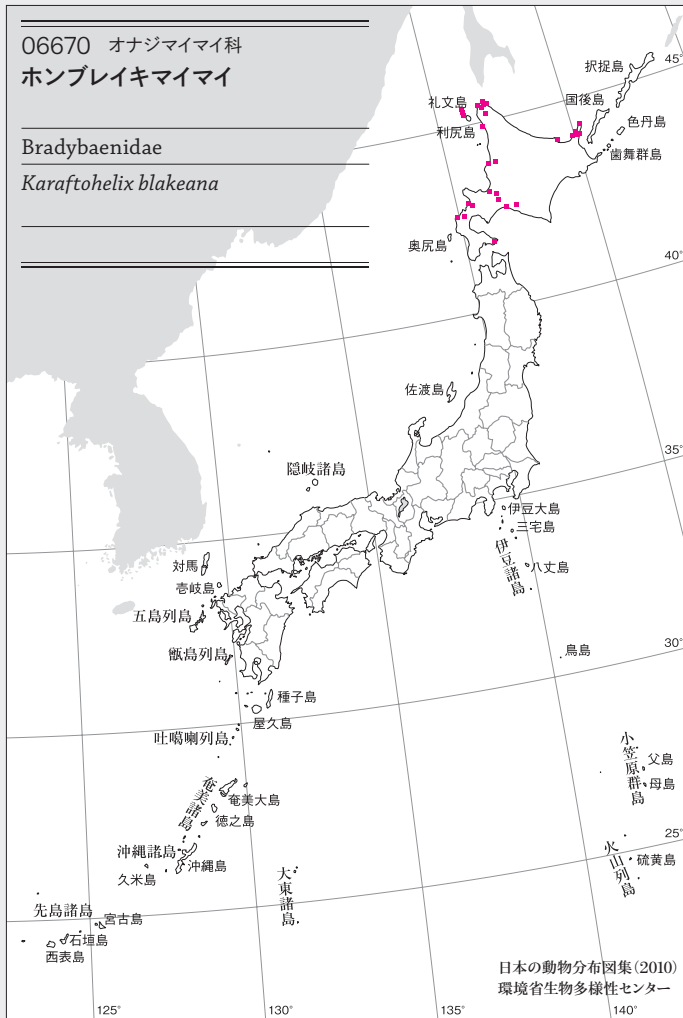 06670 オナジマイマイ科
ホンブレイキマイマイ
Bradybaenidae
Karaftohelix blakeana
択捉島
45°
国後島
礼文島
色丹島
利尻島
歯舞群島
奥尻島
40°
佐渡島
35°
隠岐諸島
伊豆大島
三宅島
対馬
八丈島
伊豆諸島
壱岐島
五島列島
甑島列島
鳥島
30°
種子島
屋久島
吐噶喇列島
小笠原群島
父島
母島
奄美諸島
奄美大島
徳之島
25°
沖縄諸島
沖縄島
火山列島
硫黄島
久米島
大東諸島
先島諸島
宮古島
石垣島
西表島
日本の動物分布図集(2010)
環境省生物多様性センター
125°
130°
135°
140°